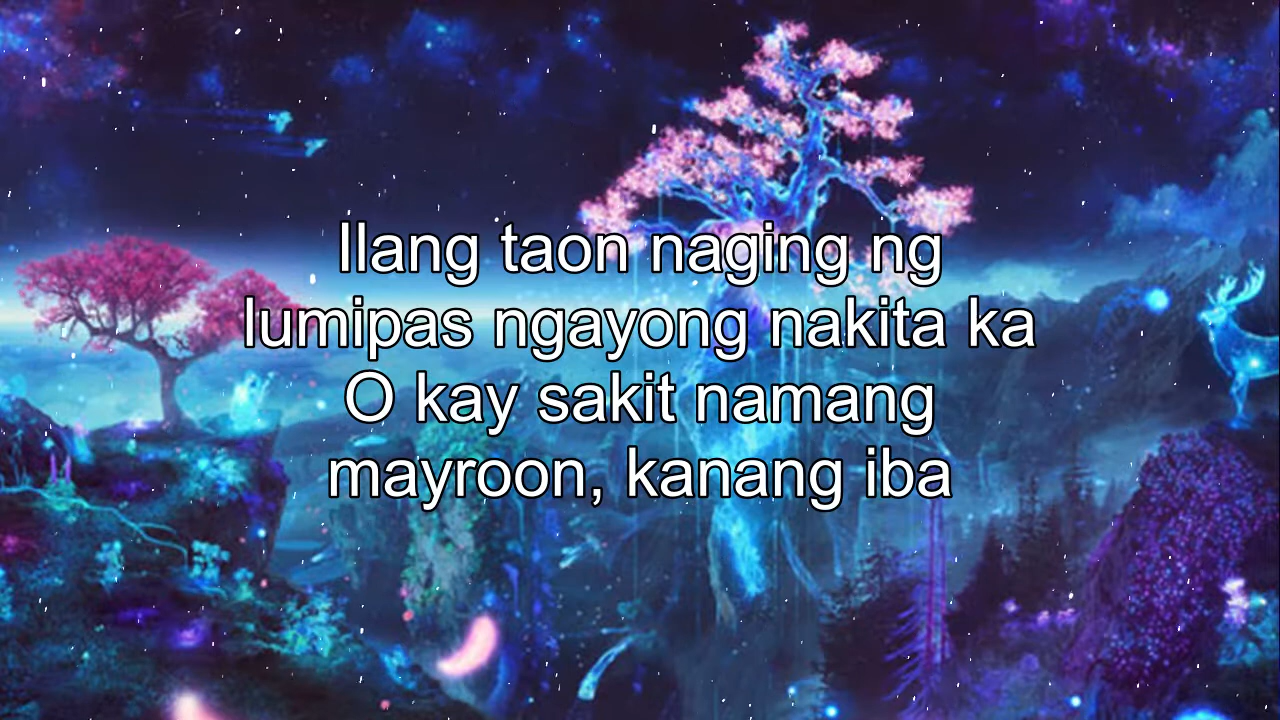 Ilang taon naging ng
lumipas ngayong nakita ka
O kay sakit namang
mayroon, kanang iba